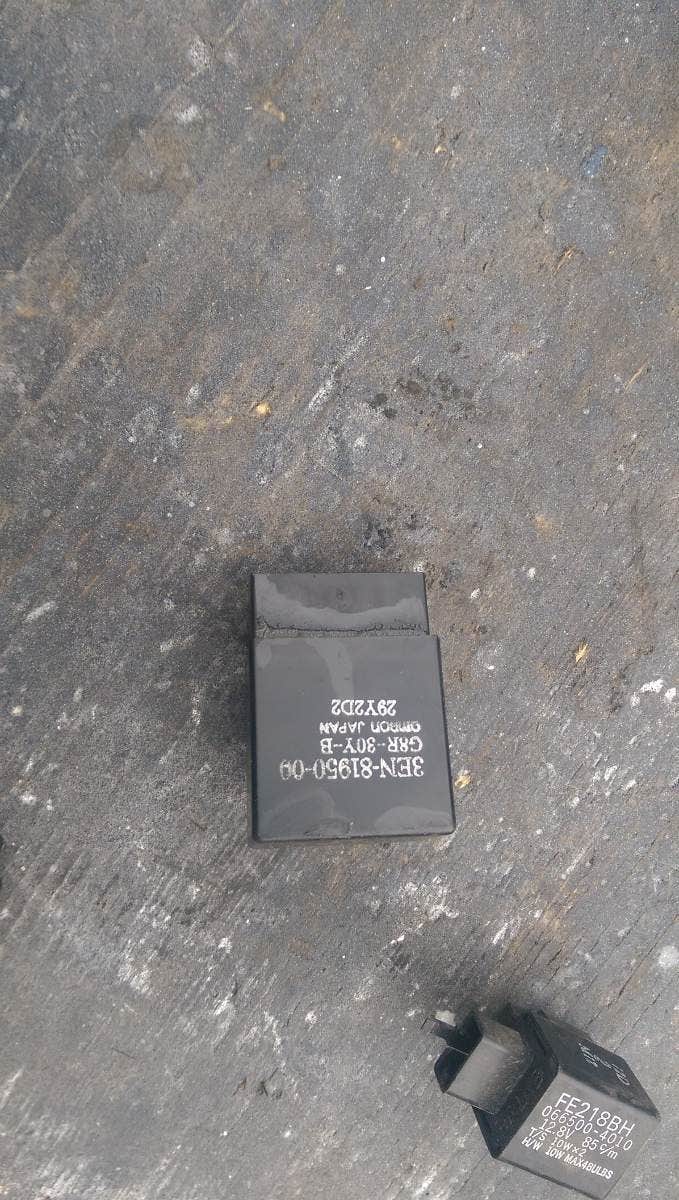 3EN-81950-00
G8R-30Y-B
OMRON JAPAN
29Y2D2
FE218BH
066500-4010
12.8V 85c/m
T/S 10W×2
H/W 10W MAX4BULBS